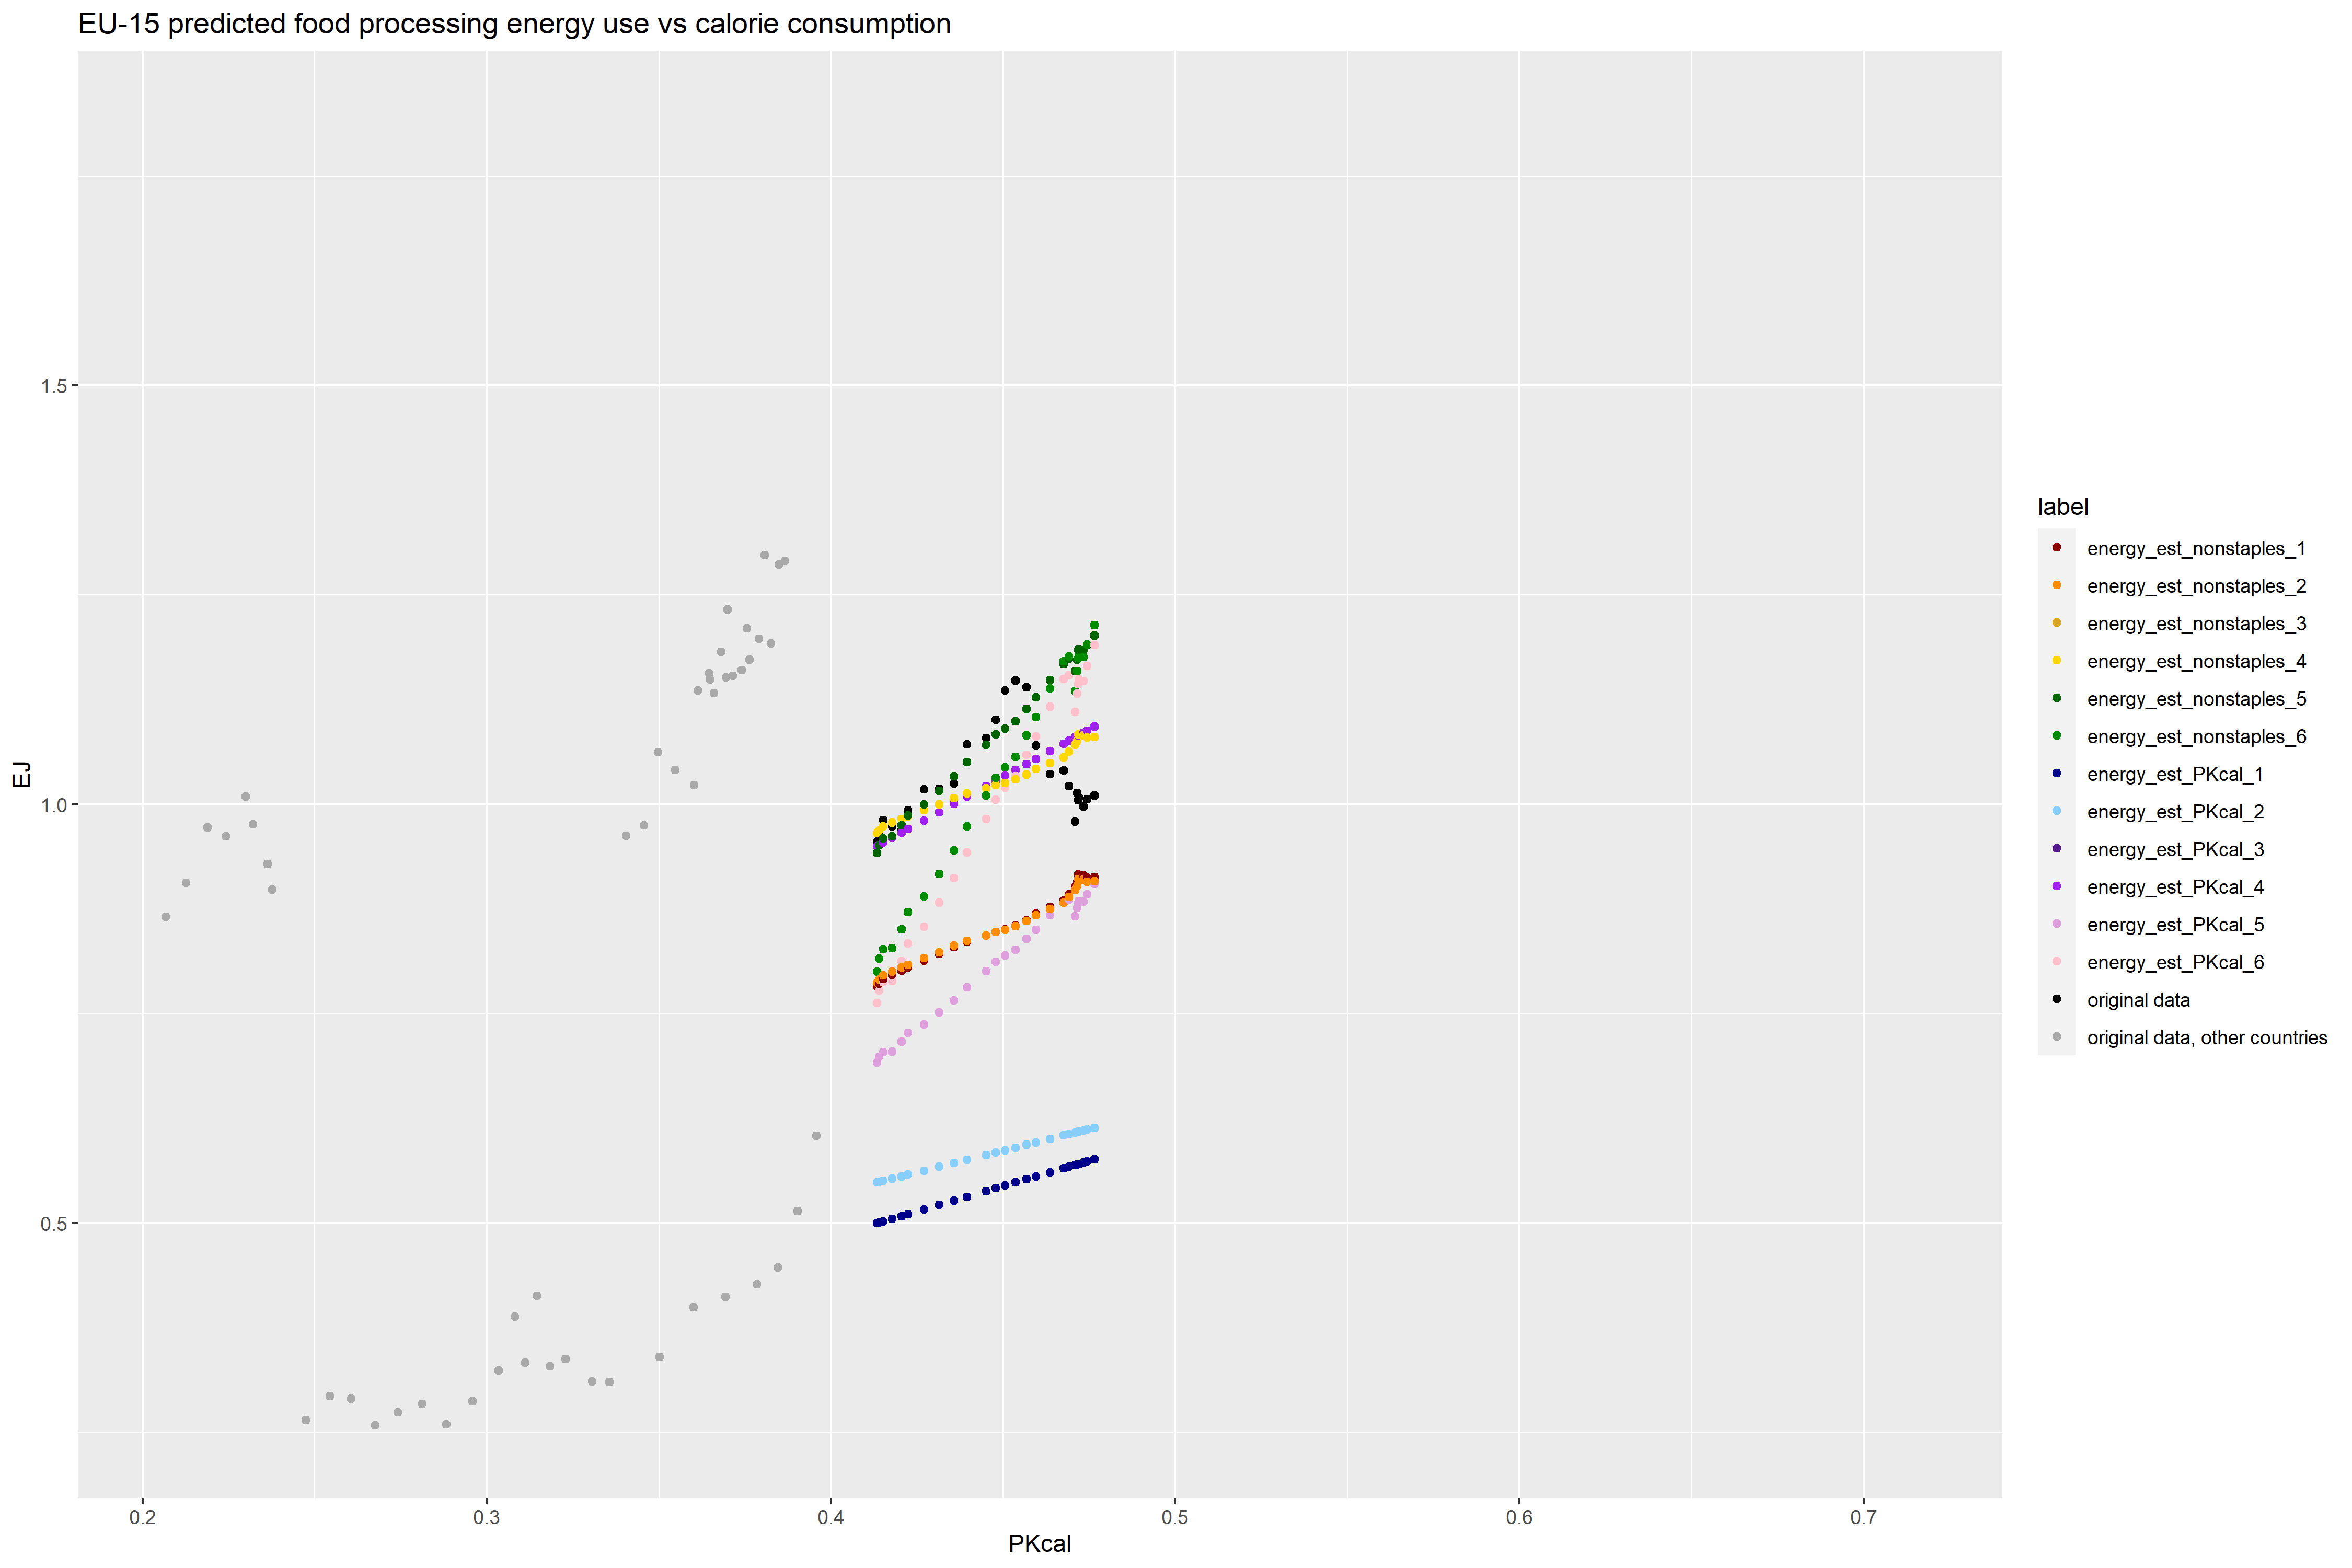 EU-15 predicted food processing energy use vs calorie consumption
1.5
1.0
0.5
EJ
0.2 0.3 0.4 0.5 0.6 0.7
PKcal
label
energy_est_nonstaples_1
energy_est_nonstaples_2
energy_est_nonstaples_3
energy_est_nonstaples_4
energy_est_nonstaples_5
energy_est_nonstaples_6
energy_est_PKcal_1
energy_est_PKcal_2
energy_est_PKcal_3
energy_est_PKcal_4
energy_est_PKcal_5
energy_est_PKcal_6
original data
original data, other countries